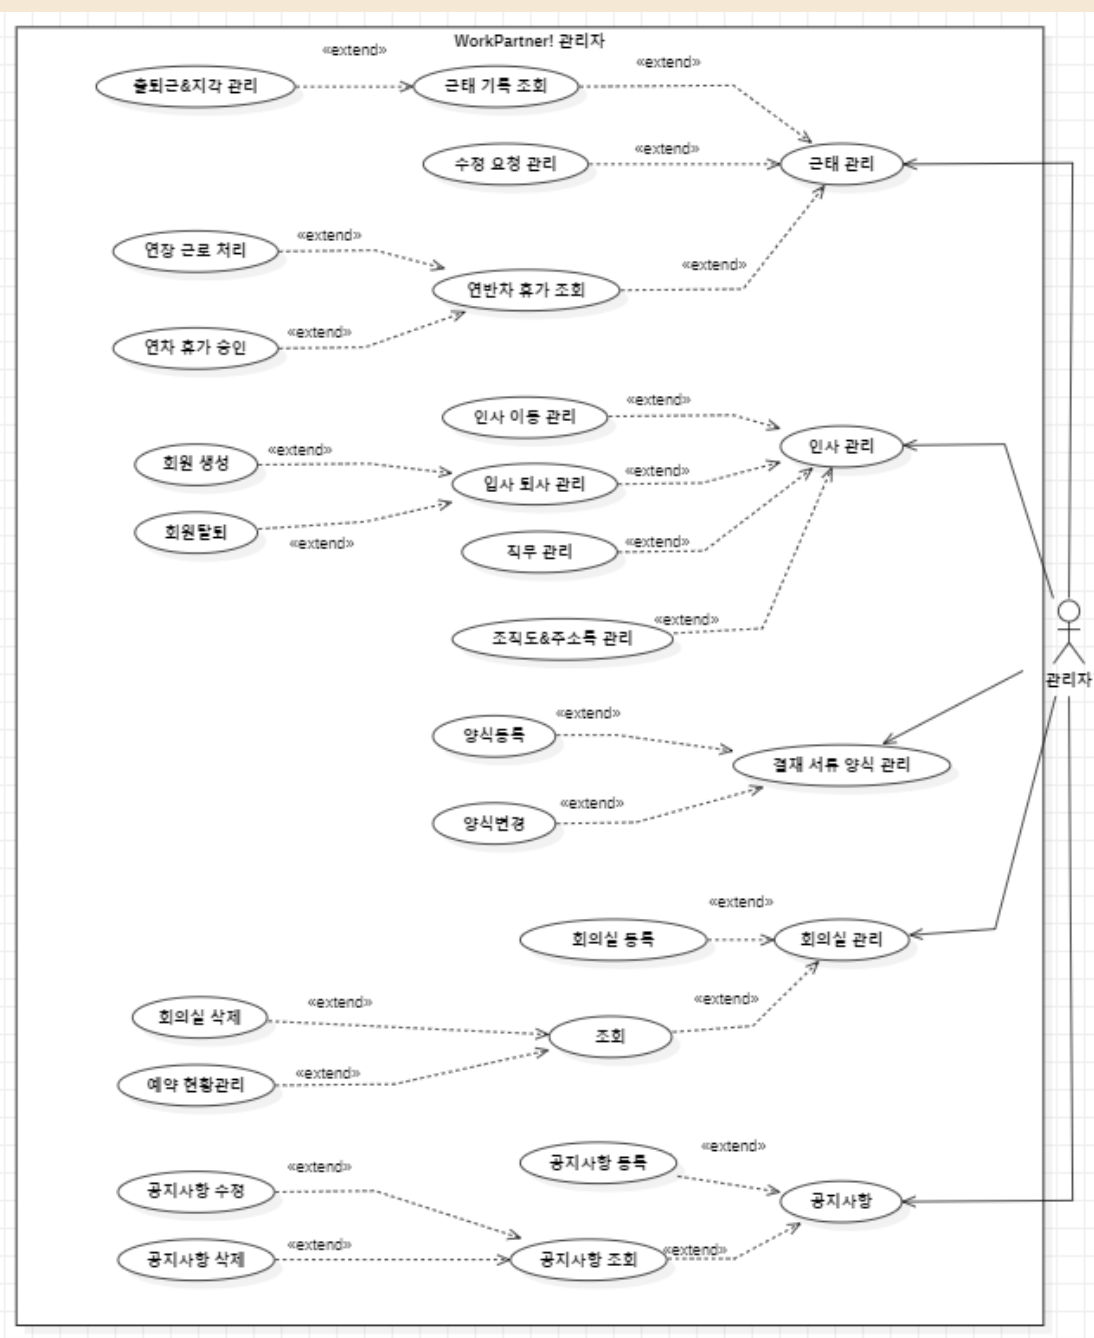 WorkPartner! 관리자
«extend»
«extend»
출퇴근&지각 관리
근태 기록 조회
«extend»
수정 요청 관리
근태 관리
«extend»
연장 근로 처리
«extend»
연반차 휴가 조회
«extend»
연차 휴가 승인
«extend»
인사 이동 관리
인사 관리
«extend»
회원 생성
«extend»
입사 퇴사 관리
회원탈퇴
«extend»
«extend»
직무 관리
«extend»
조직도&주소록 관리
관리자
«extend»
양식등록
결재 서류 양식 관리
«extend»
양식변경
«extend»
회의실 등록
회의실 관리
«extend»
«extend»
회의실 삭제
조회
«extend»
예약 현황관리
«extend»
공지사항 등록
«extend»
공지사항 수정
공지사항
«extend»
«extend»
공지사항 삭제
공지사항 조회